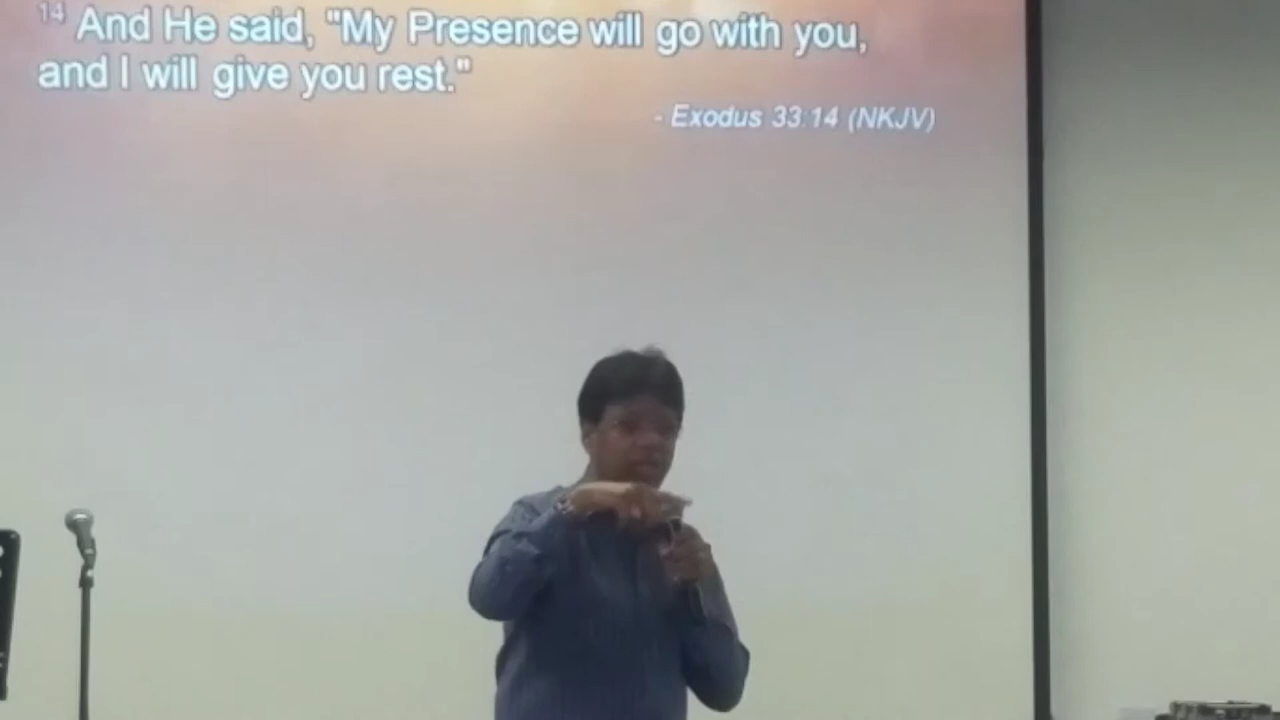 14 And He said, "My Presence will go with you,
and I will give you rest."
- Exodus 33:14 (NKJV)